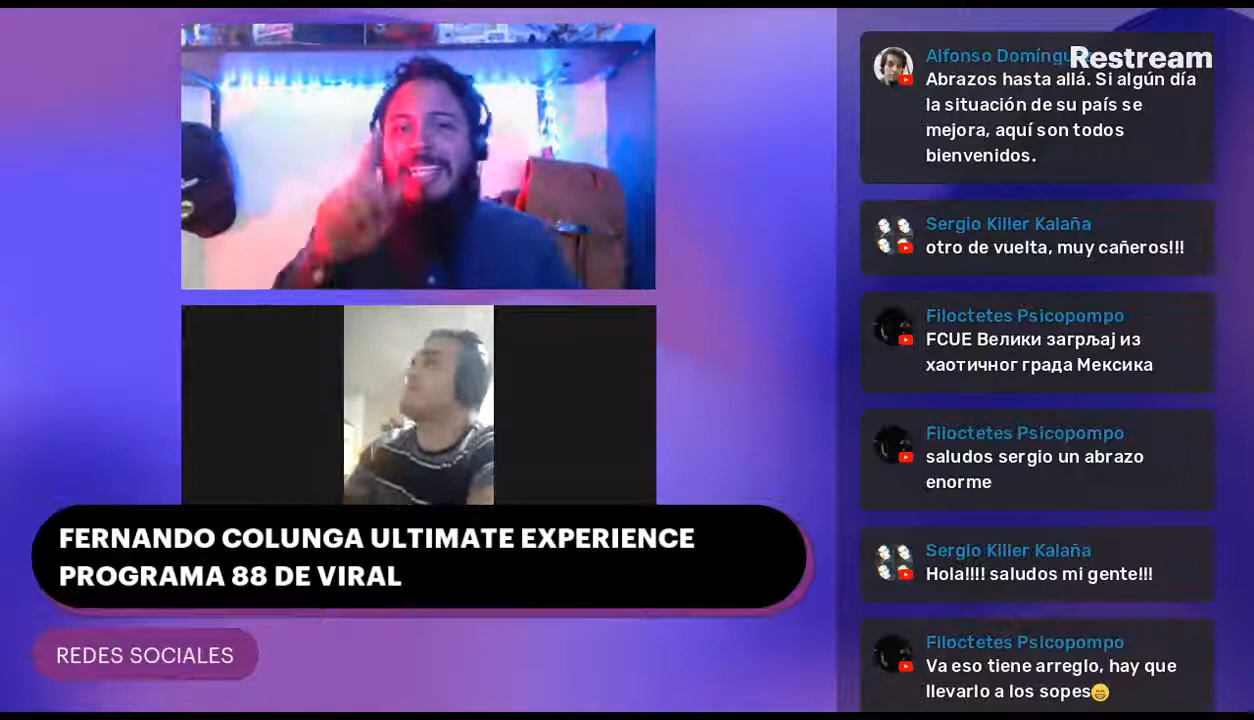 FERNANDO COLUNGA ULTIMATE EXPERIENCE
PROGRAMA 88 DE VIRAL
REDES SOCIALES
Restream
Alfonso
Abrazos hasta allá. Si algún día
la situación de su país se
mejora, aquí son todos
bienvenidos.
Sergio Killer Kalaña
otro de vuelta, muy cañeros!!!
Filoctetes Psicopompo
FCUE Велики загрљај из
хаотичног града Мексика
Filoctetes Psicopompo
saludos sergio un abrazo
enorme
Sergio Killer Kalaña
Hola!!!! saludos mi gente!!!
Filoctetes Psicopompo
Va eso tiene arreglo, hay que
llevarlo a los sopes😁